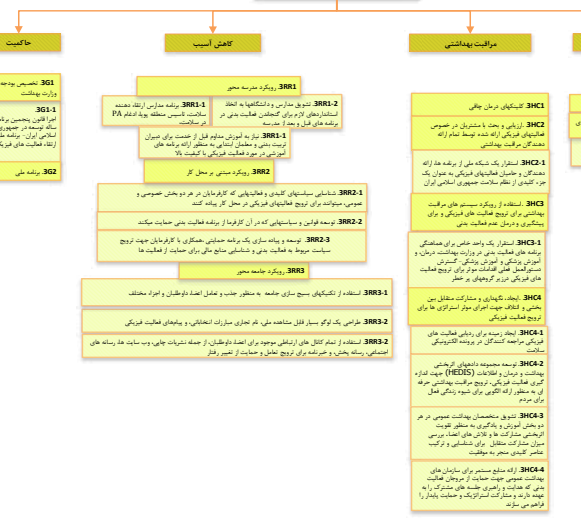 مراقبت بهداشتی
3HC1. کلینیکهای درمان چاقی
3HC2. ارزیابی و بحث با مشتریان در خصوص
فعالیتهای فیزیکی ارائه شده توسط تمام ارائه
دهندگان مراقبت بهداشتی
3HC2-1. استقرار یک شبکه ملی از برنامه ها، ارائه
دهندگان و حامیان فعالیتهای فیزیکی به عنوان یک
جزء کلیدی از نظام سلامت جمهوری اسلامی ایران
3HC3. استفاده از رویکرد سیستم های مراقبت
بهداشتی برای ترویج فعالیت های فیزیکی و برای
پیشگیری و درمان عدم فعالیت بدنی
3HC3-1. استقرار یک واحد خاص برای هماهنگی
برنامه های فعالیت بدنی در وزارت بهداشت، درمان، و
آموزش پزشکی و آموزش پزشکی- گسترش
دستورالعمل فعلی اقدامات موثر برای ترویج فعالیت
های فیزیکی درزیر گروههای پر خطر
3HC4. ایجاد، نگهداری و مشارکت متقابل بین
بخشی و ائتلاف جهت اجرای موثر استراتژی ها برای
ترویج فعالیت فیزیکی
3HC4-1. ایجاد زمینه برای ردیابی فعالیت های
فیزیکی مراجعه کنندگان در پرونده الکترونیکی
سلامت
3HC4-2. توسعه مجموعه دادههای اثربخشی
بهداشت و درمان و اطلاعات (HEDIS) جهت اندازه
گیری فعالیت فیزیکی، ترویج مراقبت بهداشتی حرفه
ای به منظور ارائه الگویی برای شیوه زندگی فعال
برای مردم
3HC4-3. تشویق متخصصان بهداشت عمومی در هر
دو بخش آموزش و یادگیری به منظور تقویت
اثربخشی مشارکت ها و تلاش های اعضا، بررسی
میزان مشارکت متقابل برای شناسایی و ترکیب
عناصر کلیدی منجر به موفقیت
3HC4-4. ارائه منابع مستمر برای سازمان های
بهداشت عمومی جهت حمایت از مروجان فعالیت
بدنی که هدایت و راهبری جلسه های مشترک را به
عهده دارند و مشارکت استراتژیک و حمایت پایدار را
فراهم می سازند
کاهش آسیب
3RR1. رویکرد مدرسه محور
3RR1-2. تشویق مدارس و دانشگاهها به اتخاذ
استانداردهای لازم برای گنجاندن فعالیت بدنی در
برنامه های قبل و بعد از مدرسه
3RR1-1. برنامه مدارس ارتقاء دهنده
سلامت، تاسیس منطقه پویا، ادغام PA
در سلامت
3RR1-1. نیاز به آموزش مداوم قبل از خدمت برای دبیران
تربیت بدنی و معلمان ابتدایی به منظور ارائه برنامه های
آموزشی در مورد فعالیت فیزیکی با کیفیت بالا
3RR2. رویکرد مبتنی بر محل کار
3RR2-1. شناسایی سیاستهای کلیدی و فعالیتهایی که کارفرمایان در هر دو بخش خصوصی و
عمومی، میتوانند برای ترویج فعالیتهای فیزیکی در محل کار پیاده کنند
3RR2-2. توسعه قوانین و سیاستهایی که در آن کارفرما از برنامه فعالیت بدنی حمایت میکند
3RR2-3. توسعه و پیاده سازی یک برنامه حمایتی، همکاری با کارفرمایان جهت ترویج
سیاست مربوط به فعالیت بدنی و شناسایی منابع مالی برای حمایت از فعالیت ها
3RR3. رویکرد جامعه محور
3RR3-1. استفاده از تکنیکهای بسیج سازی جامعه به منظور جذب و تعامل اعضا، داوطلبان و اجزاء مختلف
3RR3-2. طراحی یک لوگو بسیار قابل مشاهده ملی، نام تجاری مبارزات انتخاباتی، و پیامهای فعالیت فیزیکی
3RR3-2. استفاده از تمام کانال های ارتباطی موجود برای اعضا، داوطلبان، از جمله نشریات چاپی، وب سایت ها، رسانه های
اجتماعی، رسانه پخش، و خبرنامه برای ترویج تعامل و حمایت از تغییر رفتار
حاکمیت
3G1. تخصیص بودجه
وزارت بهداشت
3G1-1.
اجرا قانون پنجمین
ساله توسعه در جمهوری
اسلامی ایران- برنامه
ارتقاء فعالیت های
3G2. برنامه ملی